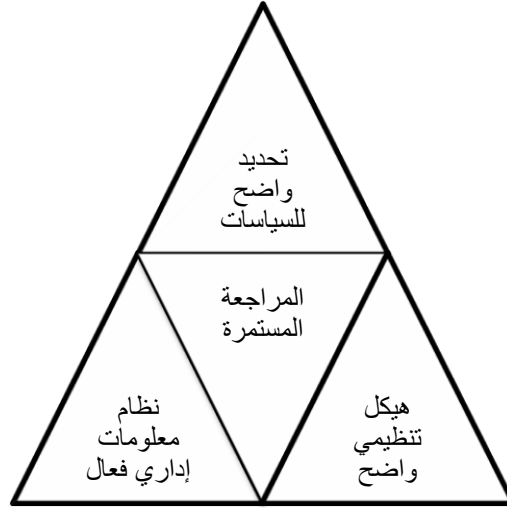 تحديد
واضح
للسياسات
المراجعة
المستمرة
هيكل
تنظيمي
واضح
نظام
معلومات
إداري فعال